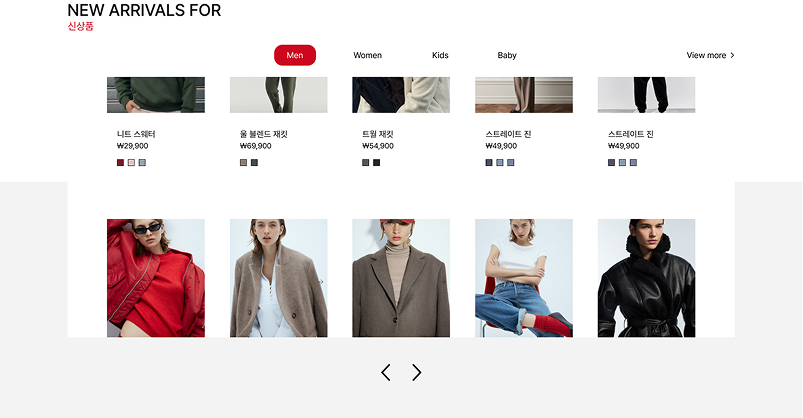 NEW ARRIVALS FOR
신상품
Men Women Kids Baby View more
니트 스웨터 울 블렌드 재킷 트윌 재킷 스트레이트 진 스트레이트 진
₩29,900 ₩69,900 ₩54,900 ₩49,900 ₩49,900